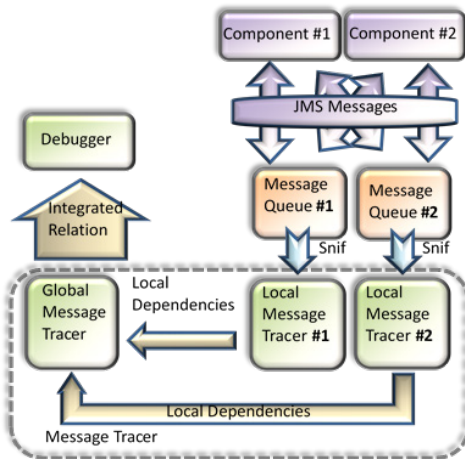 Component #1
Component #2
JMS Messages
Debugger
Message
Queue #1
Message
Queue #2
Integrated
Relation
Snif
Snif
Global
Message
Tracer
Local
Dependencies
Local
Message
Tracer #1
Local
Message
Tracer #2
Local Dependencies
Message Tracer